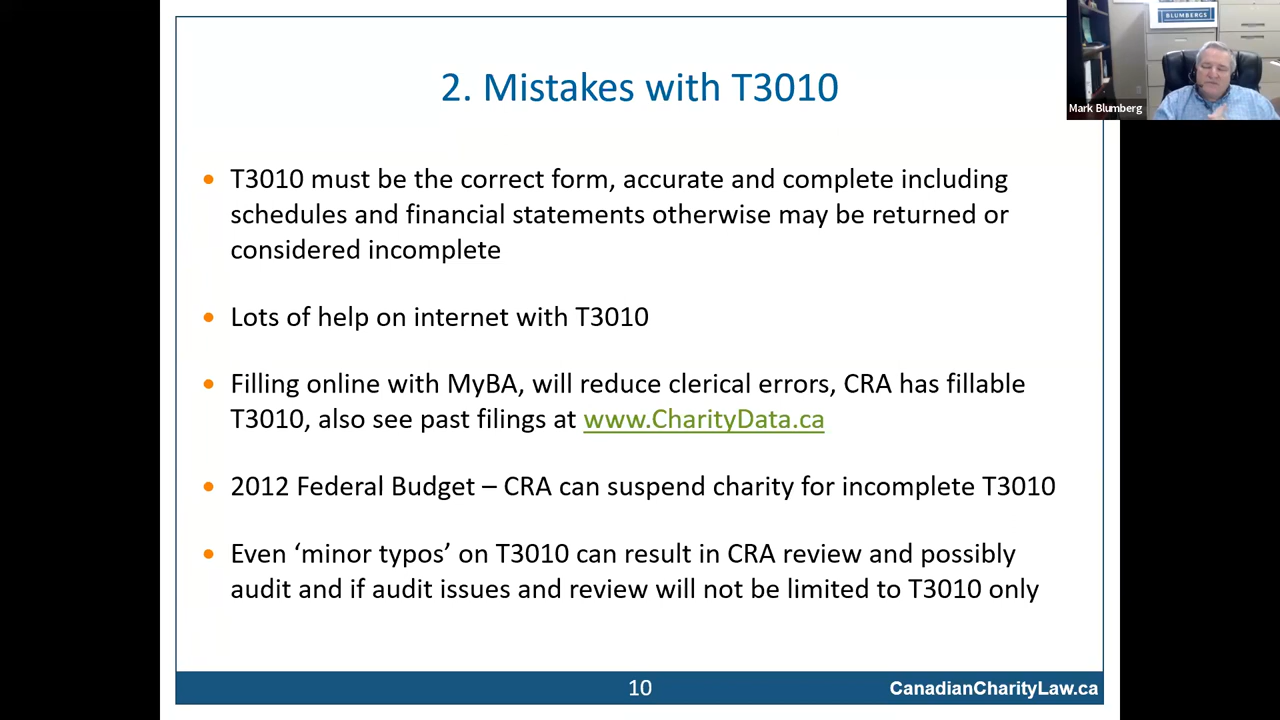 BLUMBERGS
Mark Blumberg
2. Mistakes with T3010
• T3010 must be the correct form, accurate and complete including
schedules and financial statements otherwise may be returned or
considered incomplete
• Lots of help on internet with T3010
• Filling online with MyBA, will reduce clerical errors, CRA has fillable
T3010, also see past filings at www.CharityData.ca
• 2012 Federal Budget – CRA can suspend charity for incomplete T3010
• Even ‘minor typos’ on T3010 can result in CRA review and possibly
audit and if audit issues and review will not be limited to T3010 only
10
CanadianCharityLaw.ca